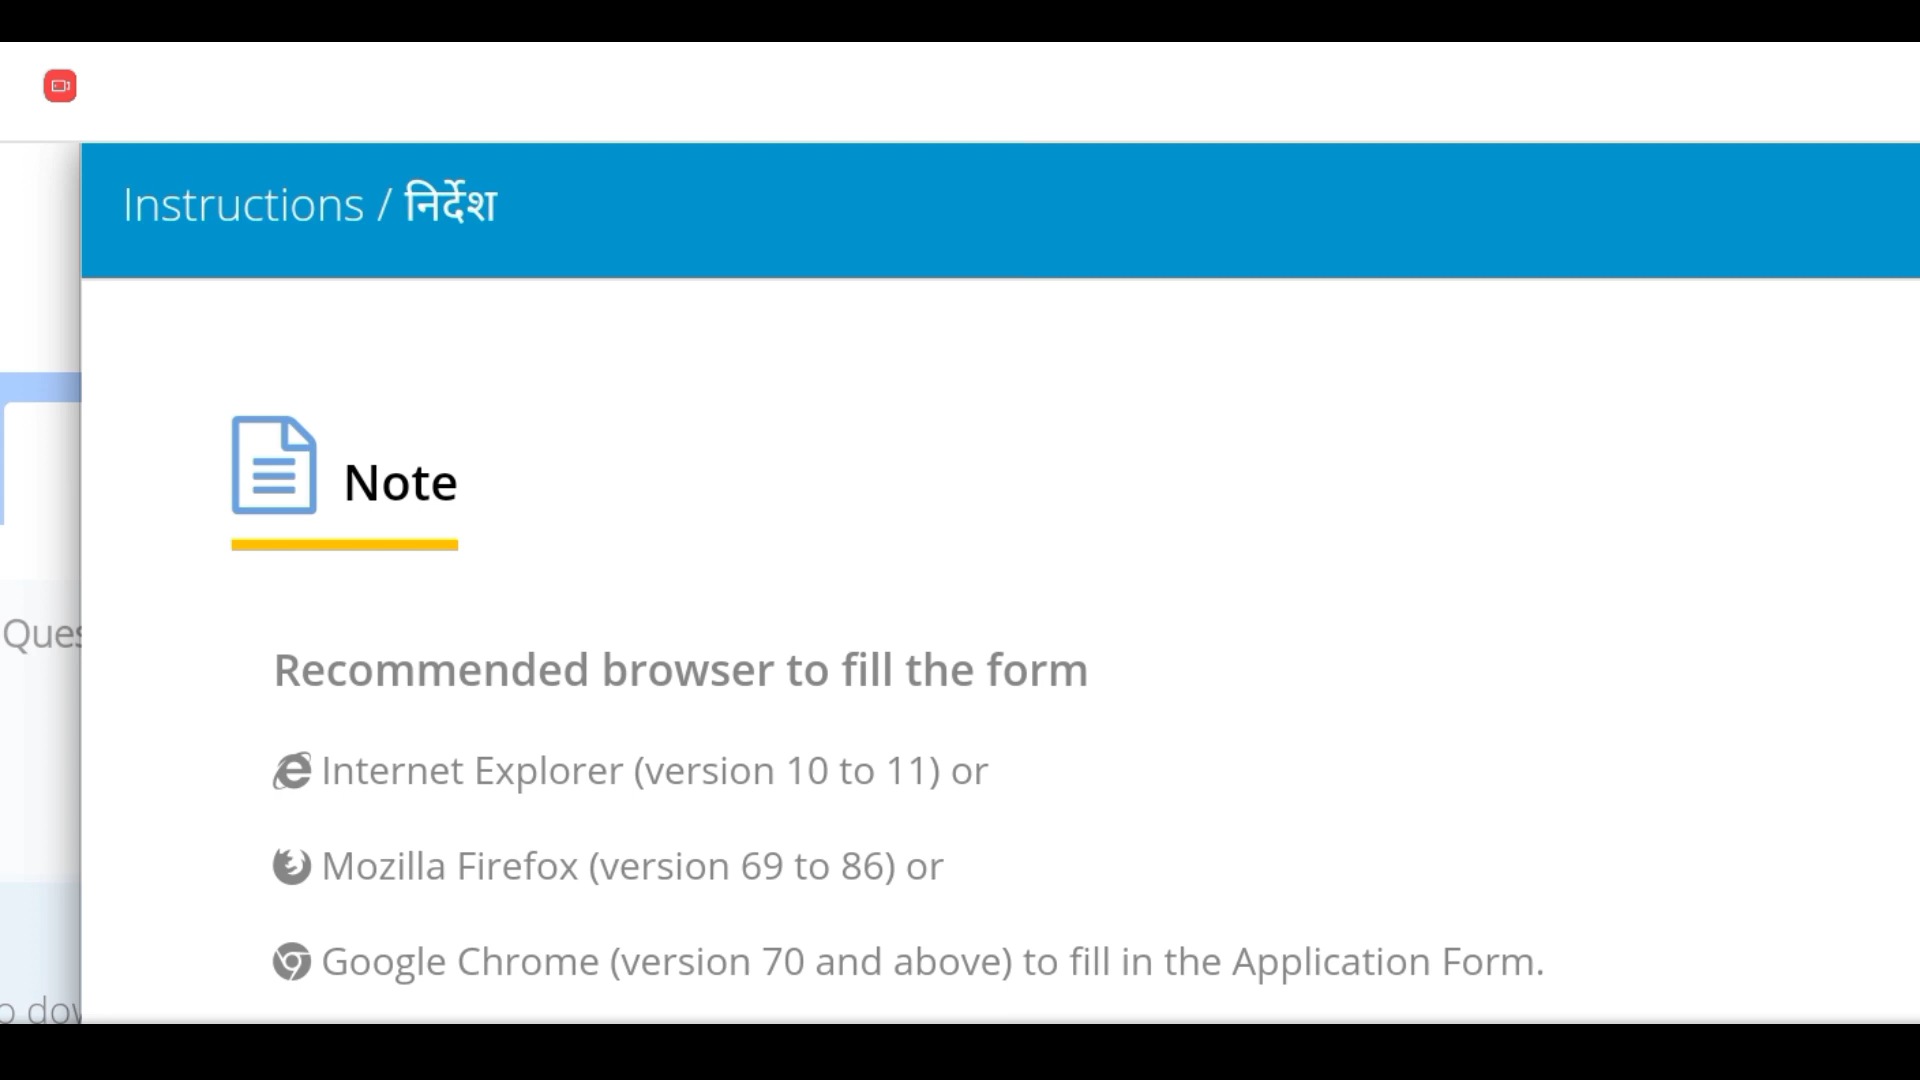 Instructions / निर्देश
Note
Recommended browser to fill the form
Internet Explorer (version 10 to 11) or
Mozilla Firefox (version 69 to 86) or
Google Chrome (version 70 and above) to fill in the Application Form.